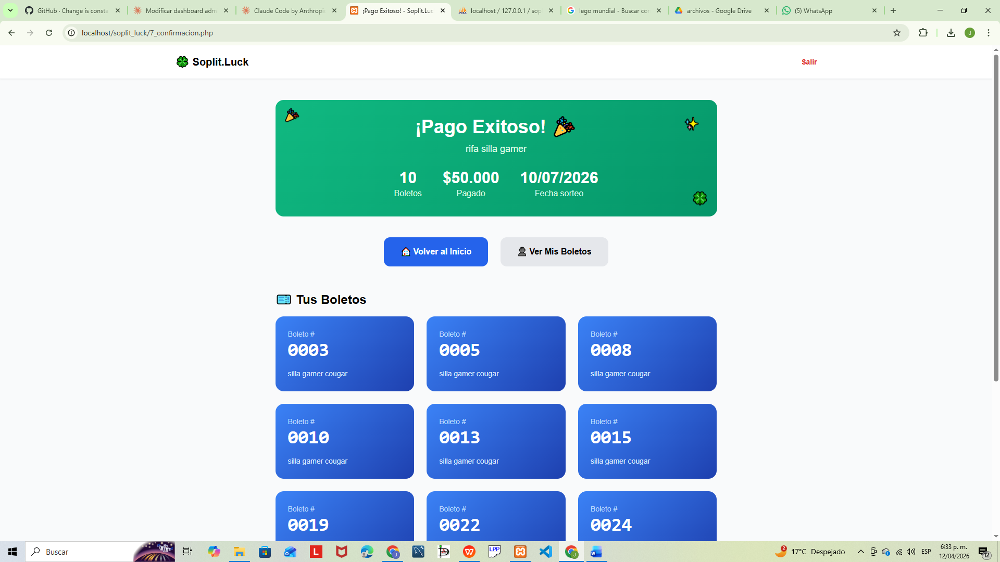 GitHub · Change is consta
Modificar dashboard adm
Claude Code by Anthropic
¡Pago Exitoso! - Soplit.Luc
localhost / 127.0.0.1 / sop
lego mundial - Buscar con
archivos - Google Drive
(5) WhatsApp
localhost/soplit_luck/7_confirmacion.php
J
Soplit.Luck
Salir
¡Pago Exitoso!
rifa silla gamer
10
Boletos
$50.000
Pagado
10/07/2026
Fecha sorteo
Volver al Inicio
Ver Mis Boletos
Tus Boletos
Boleto #
0003
silla gamer cougar
Boleto #
0005
silla gamer cougar
Boleto #
0008
silla gamer cougar
Boleto #
0010
silla gamer cougar
Boleto #
0013
silla gamer cougar
Boleto #
0015
silla gamer cougar
Boleto #
0019
Boleto #
0022
Boleto #
0024
Buscar
L
LPP
2
17°C Despejado
ESP
6:33 p. m.
12/04/2026
12